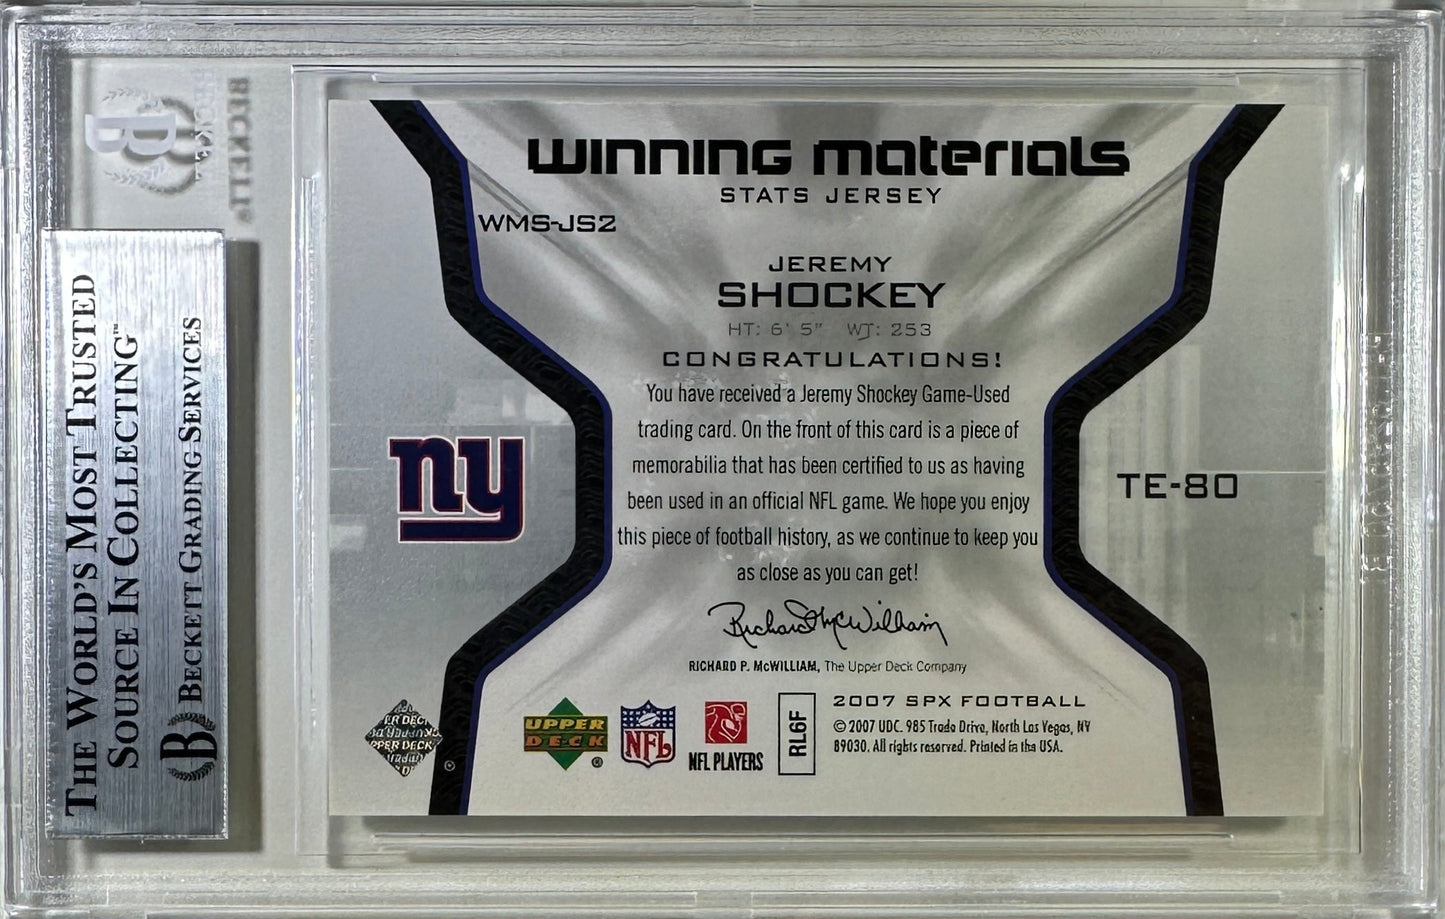 BECKETT®
B
THE WORLD'S MOST TRUSTED
SOURCE IN COLLECTING™
BECKETT GRADING SERVICES
B
WINNING materials
STATS JERSEY
WMS-JS2
JEREMY
SHOCKEY
HT: 6' 5" WT: 253
CONGRATULATIONS!
You have received a Jeremy Shockey Game-Used
trading card. On the front of this card is a piece of
memorabilia that has been certified to us as having
been used in an official NFL game. We hope you enjoy
this piece of football history, as we continue to keep you
as close as you can get!
ny
TE-80
Richard McWilliam
RICHARD P. McWILLIAM, The Upper Deck Company
UPPER
DECK
®
NFL
NFL PLAYERS
RL6F
2007 SPX FOOTBALL
© 2007 UDC. 985 Trade Drive, North Las Vegas, NV
89030. All rights reserved. Printed in the USA.